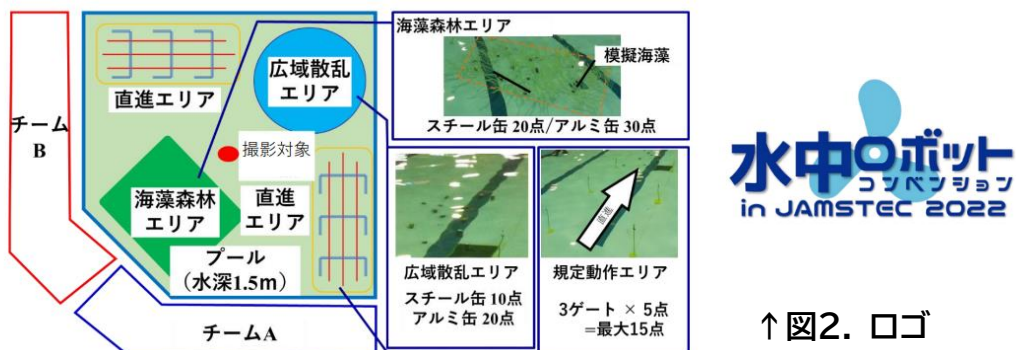 チーム
B
直進エリア
広域散乱
エリア
撮影対象
海藻森林
エリア
直進
エリア
プール
（水深1.5m）
チームA
海藻森林エリア
模擬海藻
スチール缶 20点/アルミ缶 30点
広域散乱エリア
スチール缶 10点
アルミ缶 20点
直進
規定動作エリア
3ゲート × 5点
=最大15点
水中ロボット
コンベンション
in JAMSTEC 2022
↑図2. ロゴ